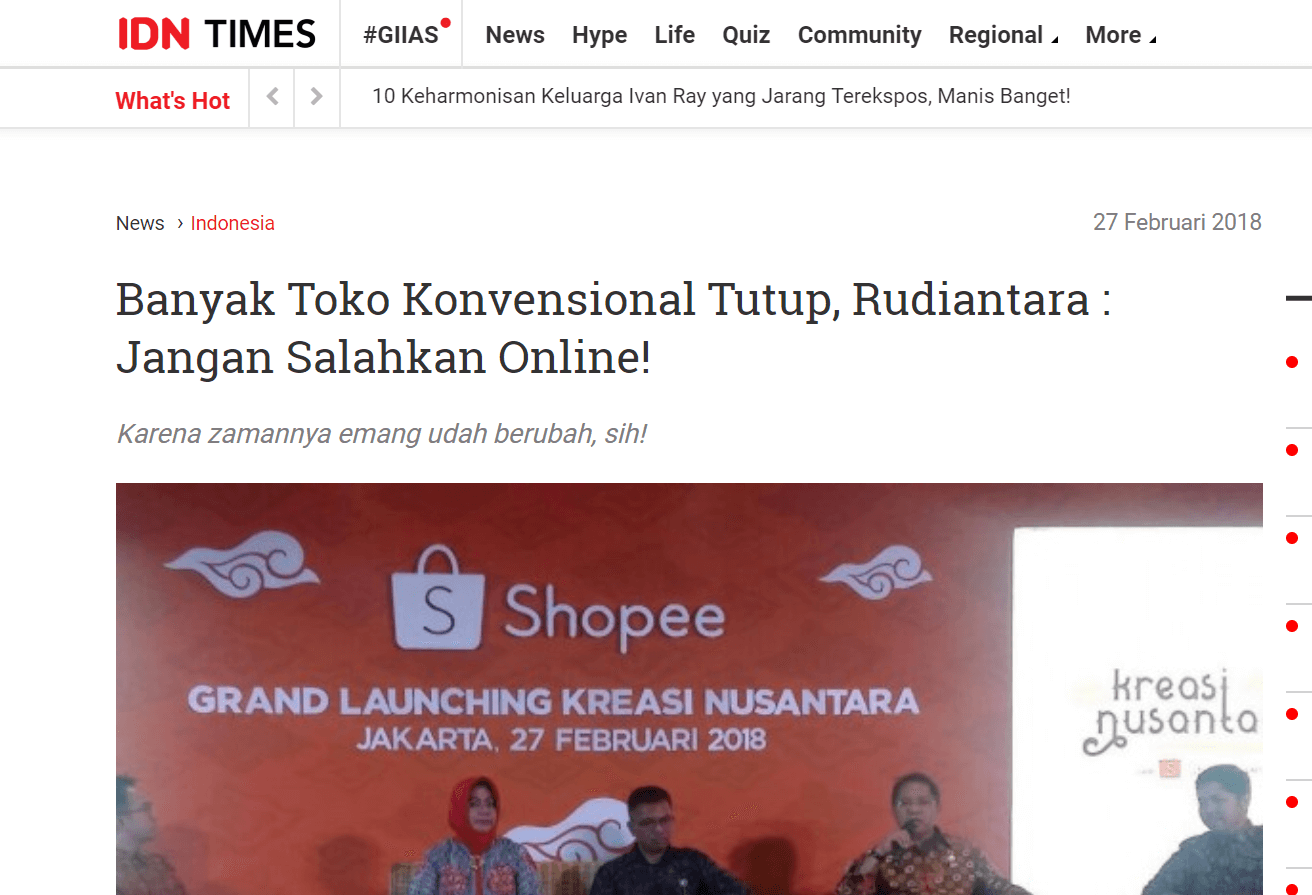 IDN TIMES
#GIIAS
News
Hype
Life
Quiz
Community
Regional
More
What's Hot
10 Keharmonisan Keluarga Ivan Ray yang Jarang Terekspos, Manis Banget!
News › Indonesia
27 Februari 2018
Banyak Toko Konvensional Tutup, Rudiantara :
Jangan Salahkan Online!
Karena zamannya emang udah berubah, sih!
S Shopee
GRAND LAUNCHING KREASI NUSANTARA
JAKARTA, 27 FEBRUARI 2018
kreasi
nusanta